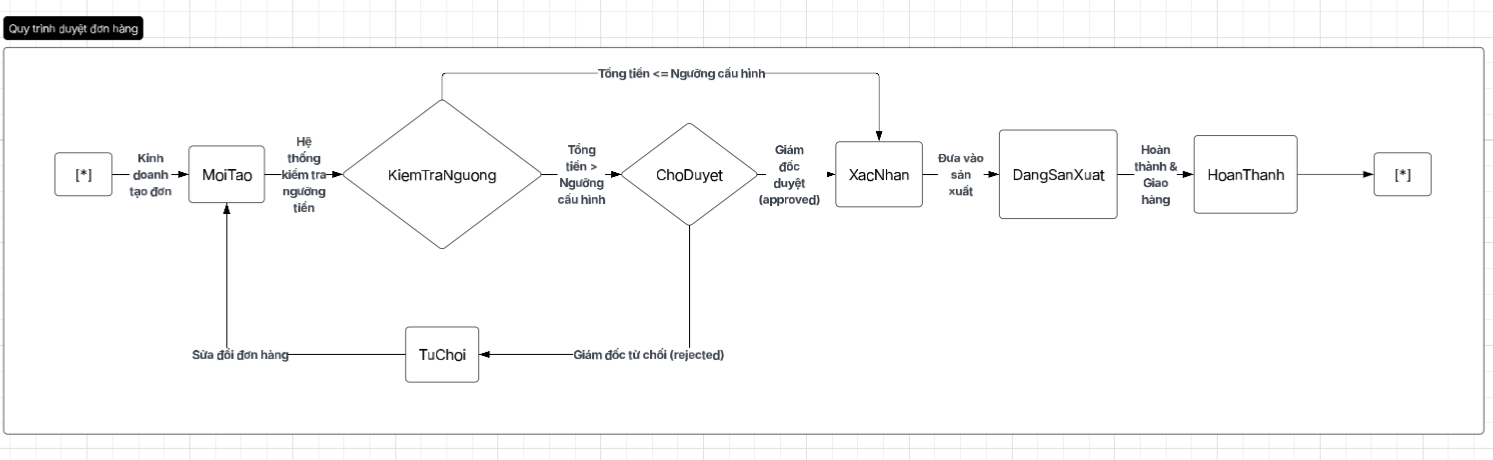 Quy trình duyệt đơn hàng
Tổng tiền <= Ngưỡng cấu hình
[*]
Kinh
doanh
tạo đơn
MoiTao
Hệ
thống
kiểm tra
ngưỡng
tiền
KiemTraNguong
Tổng
tiền >
Ngưỡng
cấu hình
ChoDuyet
Giám
đốc
duyệt
(approved)
XacNhan
Đưa vào
sản
xuất
DangSanXuat
Hoàn
thành &
Giao
hàng
HoanThanh
[*]
Sửa đổi đơn hàng
TuChoi
Giám đốc từ chối (rejected)